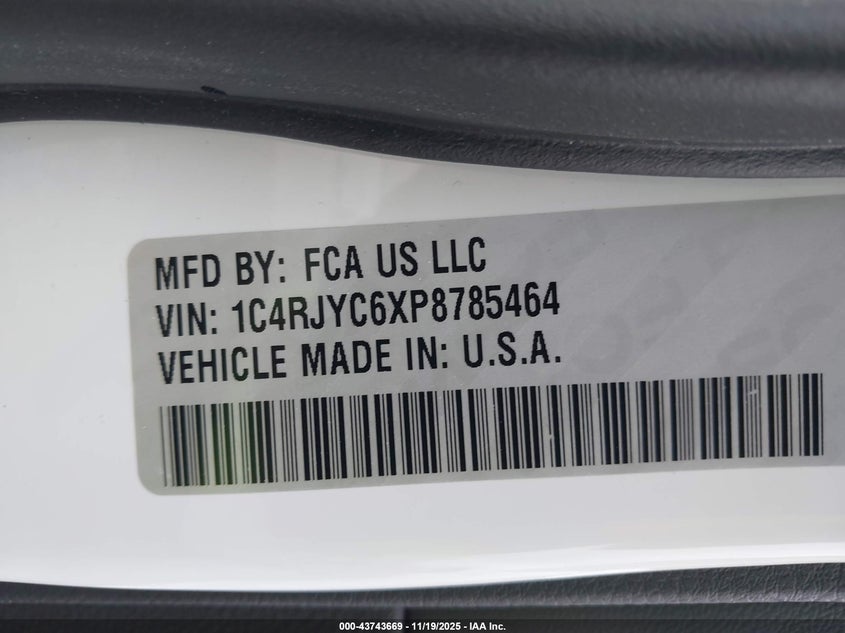 MFD BY: FCA US LLC
VIN: 1C4RJYC6XP8785464
VEHICLE MADE IN: U.S.A.
000-43743669 - 11/19/2025 - IAA Inc.